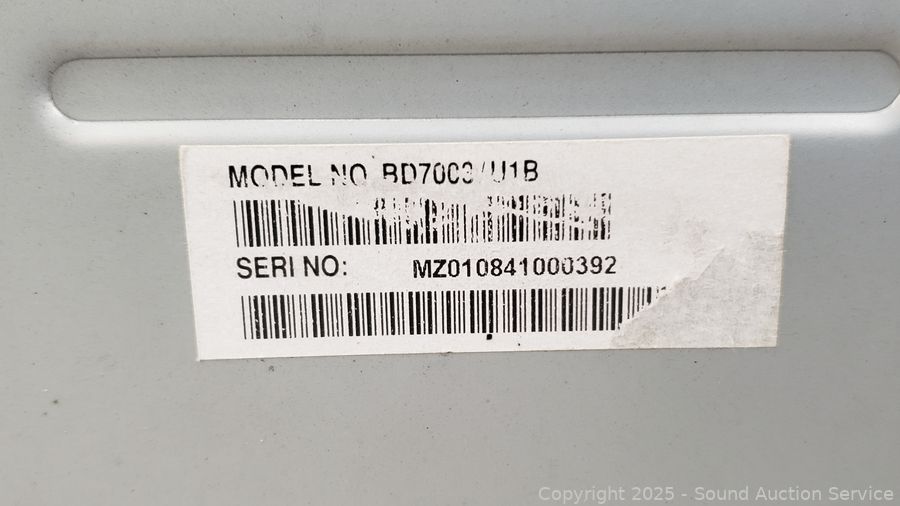 MODEL NO BD7003/U1B
SERI NO: MZ010841000392
Copyright © 2025 - Sound Auction Service